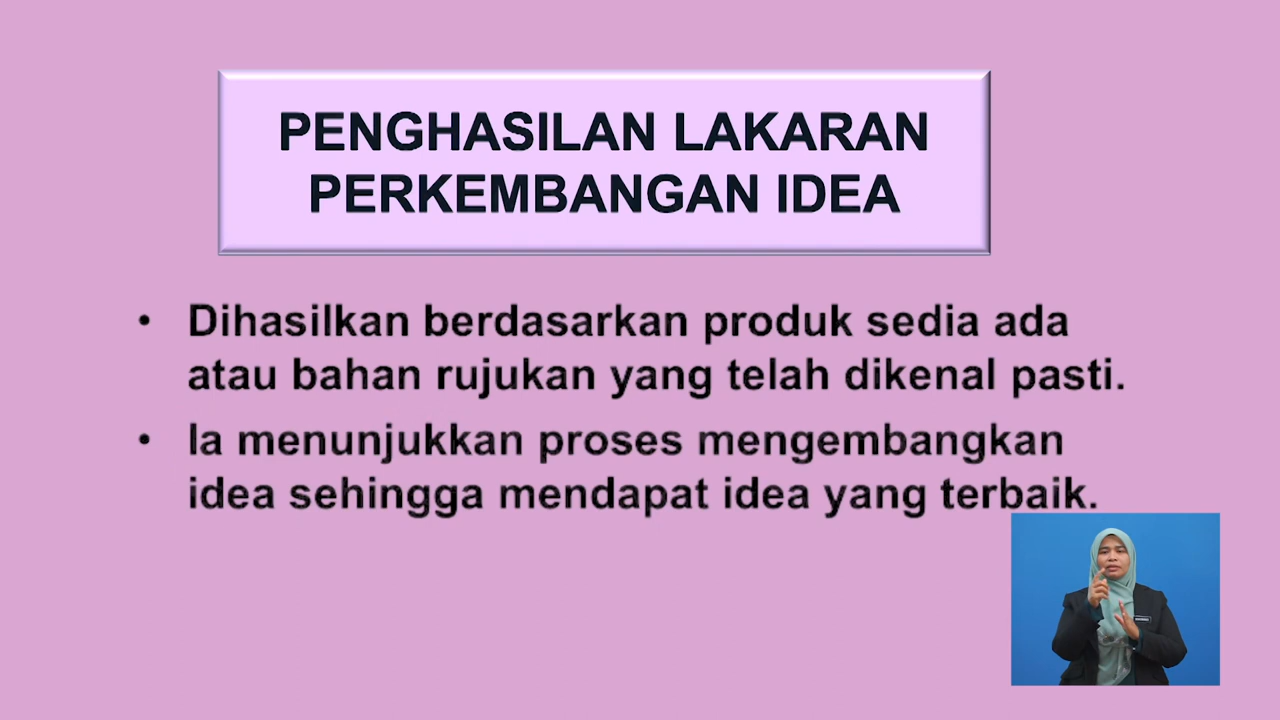 PENGHASILAN LAKARAN
PERKEMBANGAN IDEA
• Dihasilkan berdasarkan produk sedia ada
atau bahan rujukan yang telah dikenal pasti.
• Ia menunjukkan proses mengembangkan
idea sehingga mendapat idea yang terbaik.